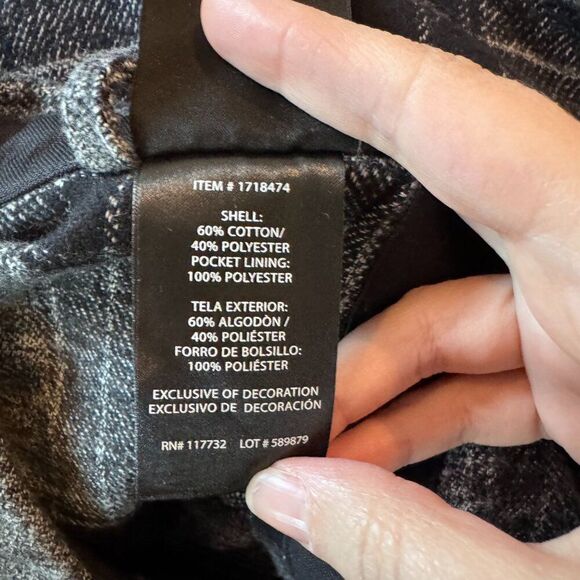 ITEM # 1718474
SHELL:
60% COTTON/
40% POLYESTER
POCKET LINING:
100% POLYESTER
TELA EXTERIOR:
60% ALGODÒN /
40% POLIÉSTER
FORRO DE BOLSILLO:
100% POLIÉSTER
EXCLUSIVE OF DECORATION
EXCLUSIVO DE DECORACIÓN
RN# 117732 LOT # 589879